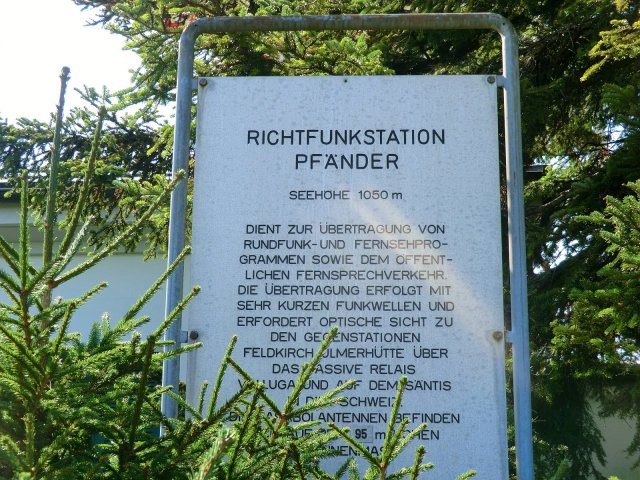 RICHTFUNKSTATION
PFÄNDER
SEEHÖHE 1050 m
DIENT ZUR ÜBERTRAGUNG VON
RUNDFUNK-UND FERNSEHPRO-
GRAMMEN SOWIE DEM ÖFFENT-
LICHEN FERNSPRECHVERKEHR.
DIE ÜBERTRAGUNG ERFOLGT MIT
SEHR KURZEN FUNKWELLEN UND
ERFORDERT OPTISCHE SICHT ZU
DEN GEGENSTATIONEN
FELDKIRCH ULMERHÜTTE ÜBER
DAS PASSIVE RELAIS
UND AUF DEM SÄNTIS
SCHWEIZ
BEFINDEN
95 m